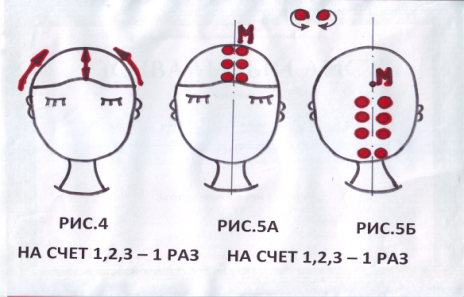 М
М
РИС.4
РИС.5А
РИС.5Б
НА СЧЕТ 1,2,3 – 1 РАЗ
НА СЧЕТ 1,2,3 – 1 РАЗ